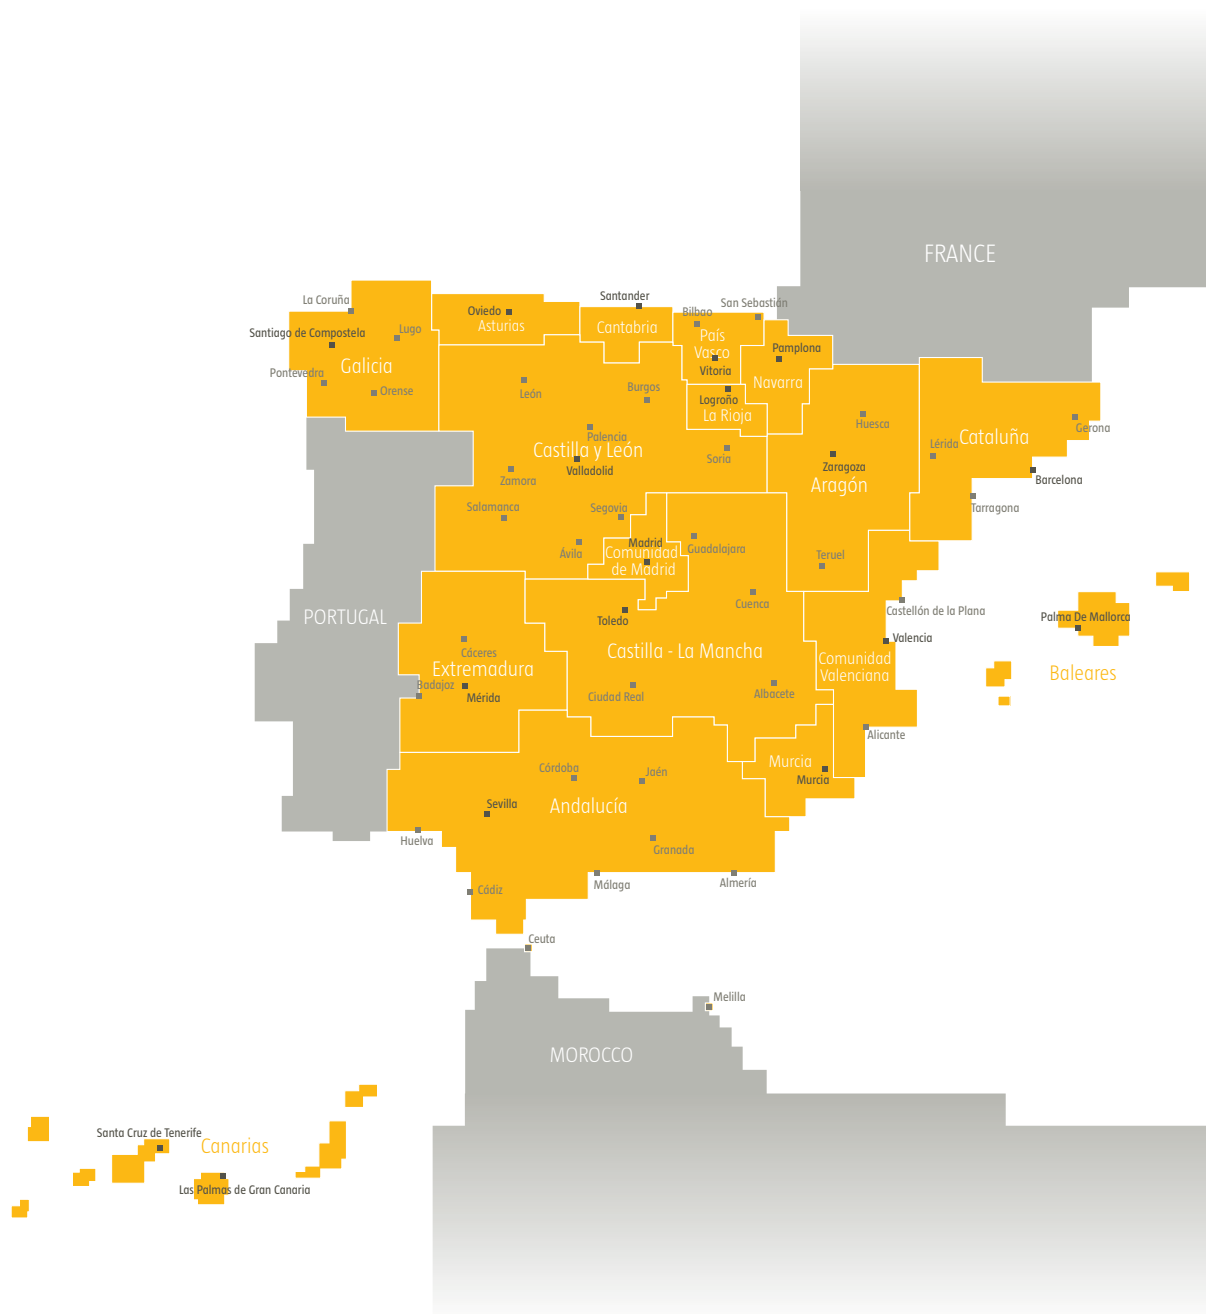 FRANCE
La Coruña
Santander
San Sebastián
Oviedo
Bilbao
Asturias
Cantabria
Santiago de Compostela
Lugo
País
Vasco
Pamplona
Galicia
Vitoria
Pontevedra
Navarra
Orense
León
Burgos
Logroño
La Rioja
Huesca
Gerona
Palencia
Cataluña
Lérida
Castilla y León
Soria
Valladolid
Zaragoza
Zamora
Barcelona
Aragón
Salamanca
Segovia
Tarragona
Madrid
Guadalajara
Ávila
Comunidad
de Madrid
Teruel
Cuenca
Castellón de la Plana
PORTUGAL
Toledo
Palma De Mallorca
Valencia
Cáceres
Castilla - La Mancha
Comunidad
Valenciana
Extremadura
Baleares
Badajoz
Mérida
Ciudad Real
Albacete
Alicante
Murcia
Córdoba
Jaén
Murcia
Sevilla
Andalucía
Huelva
Granada
Málaga
Almería
Cádiz
Ceuta
Melilla
MOROCCO
Santa Cruz de Tenerife
Canarias
Las Palmas de Gran Canaria